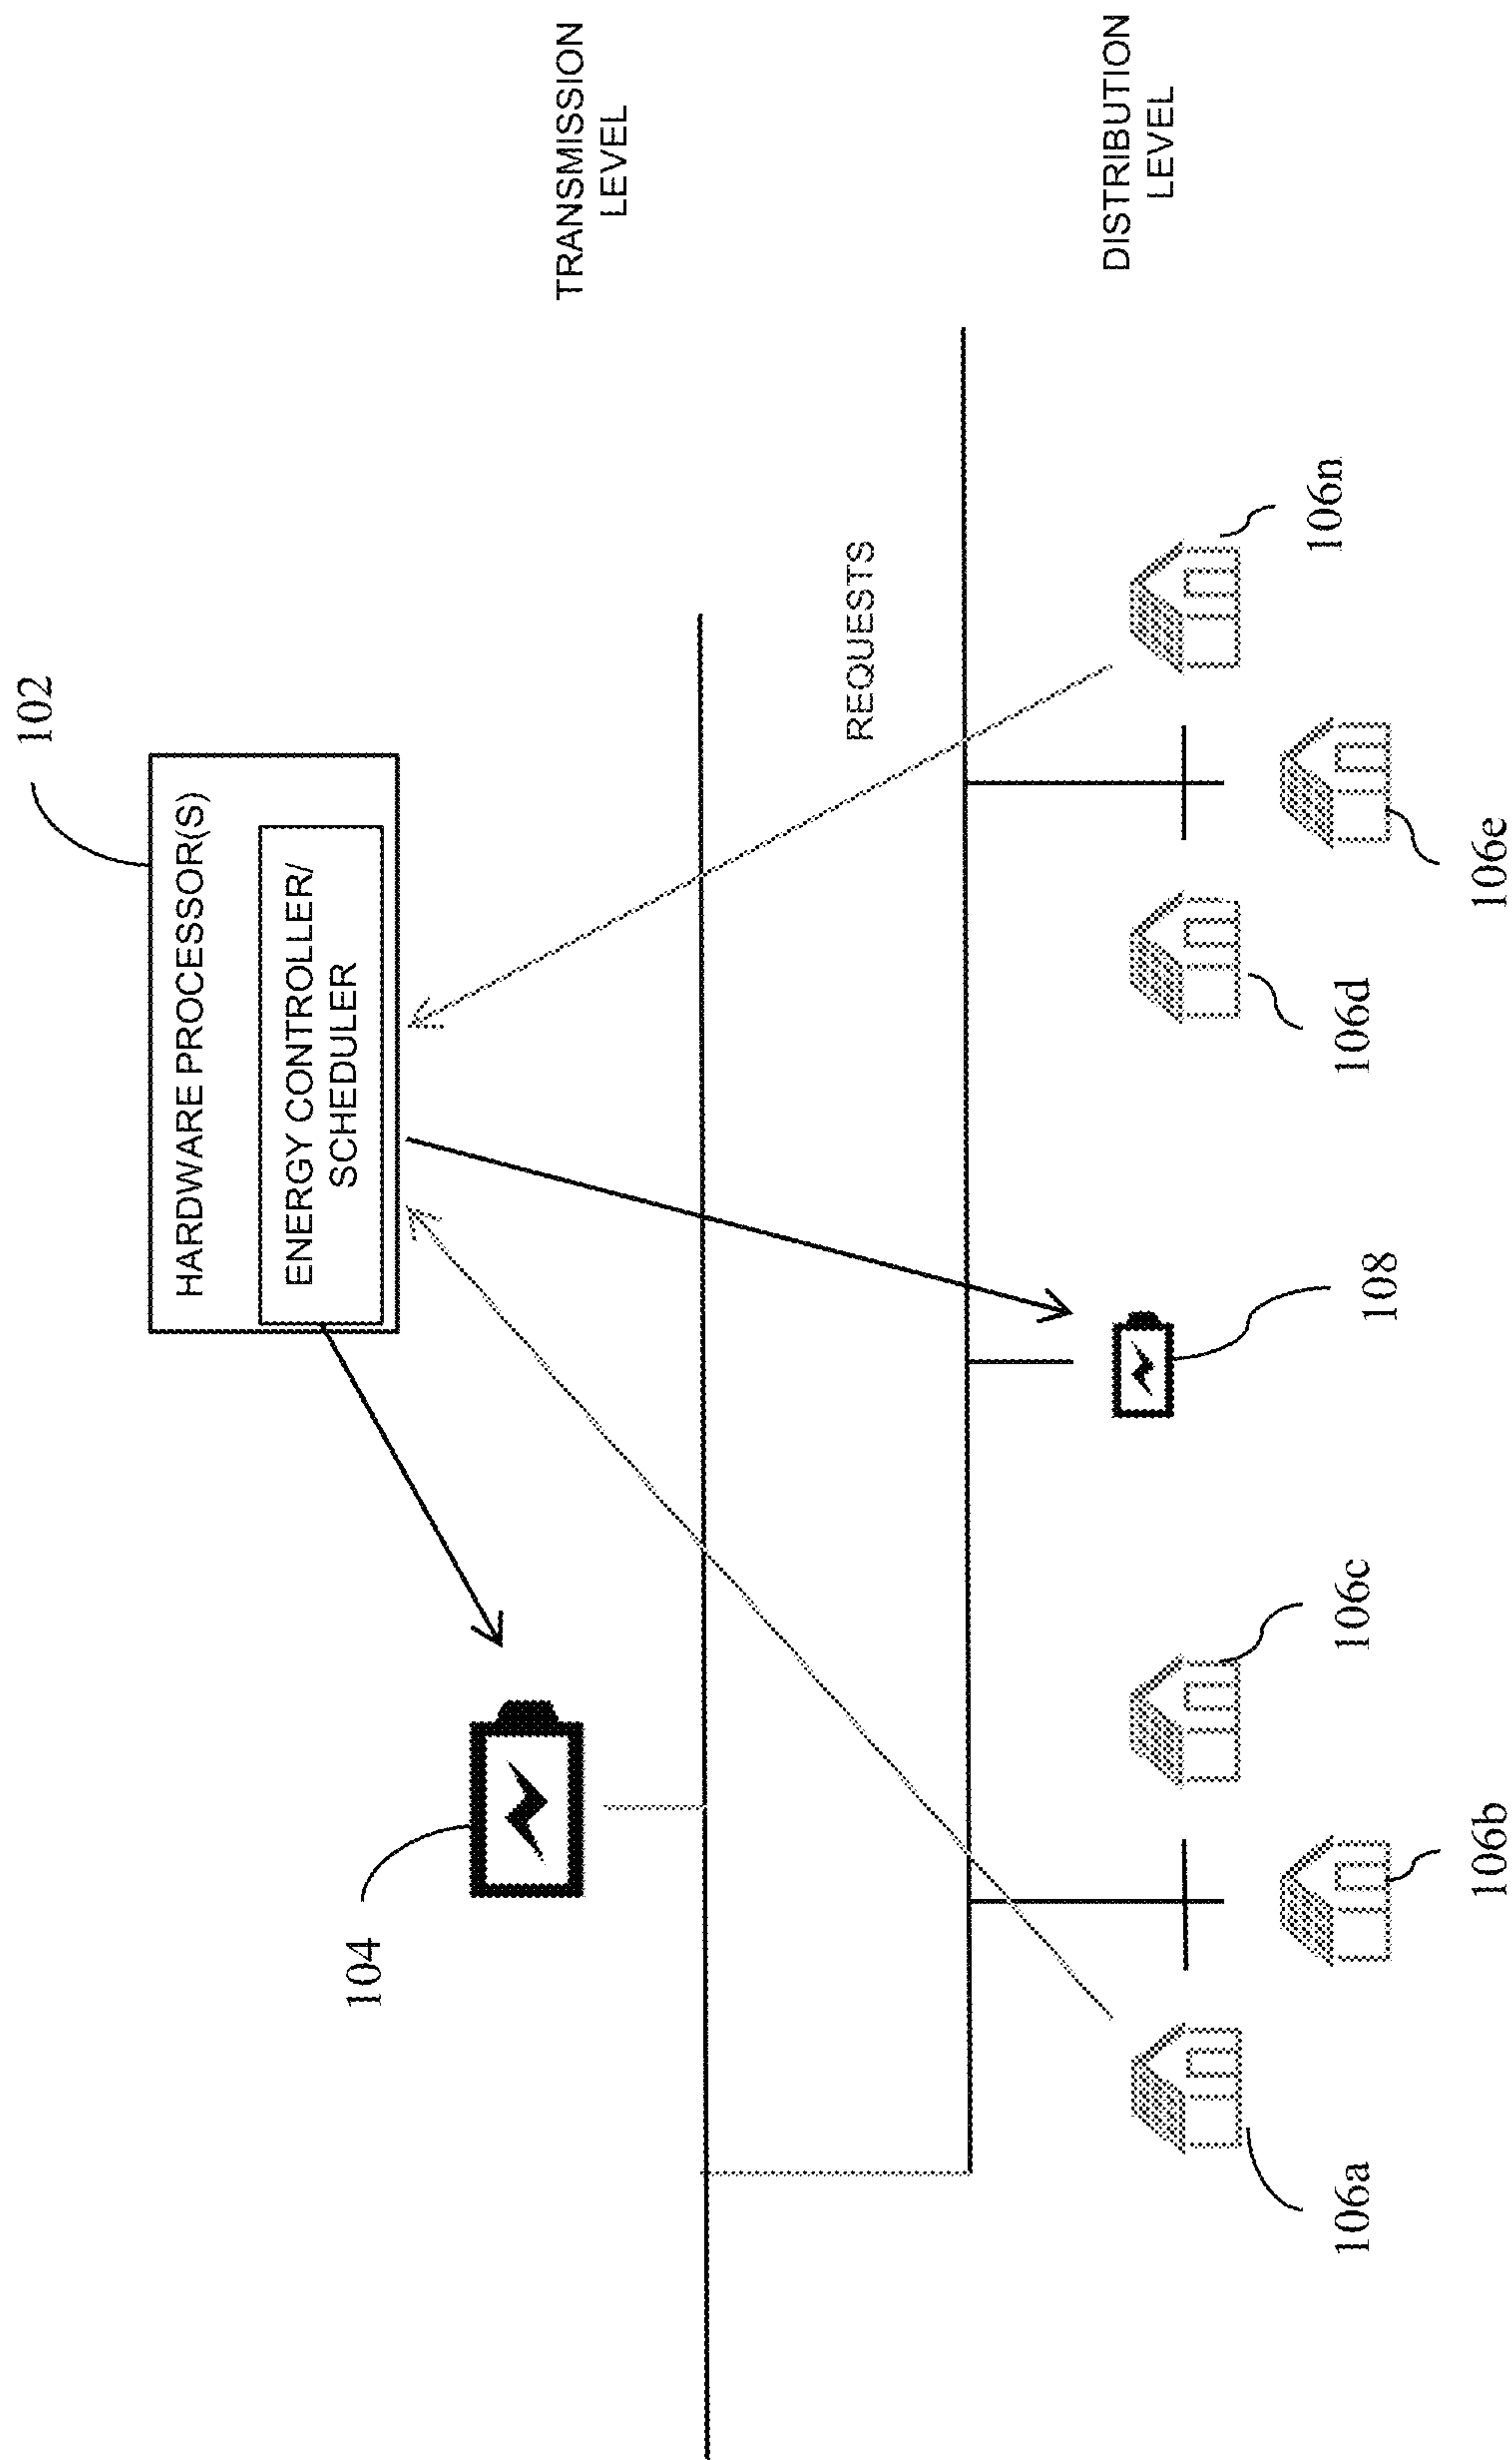 102
HARDWARE PROCESSOR(S)
ENERGY CONTROLLER/
SCHEDULER
104
TRANSMISSION
LEVEL
REQUESTS
DISTRIBUTION
LEVEL
108
106a
106b
106c
106d
106e
106n